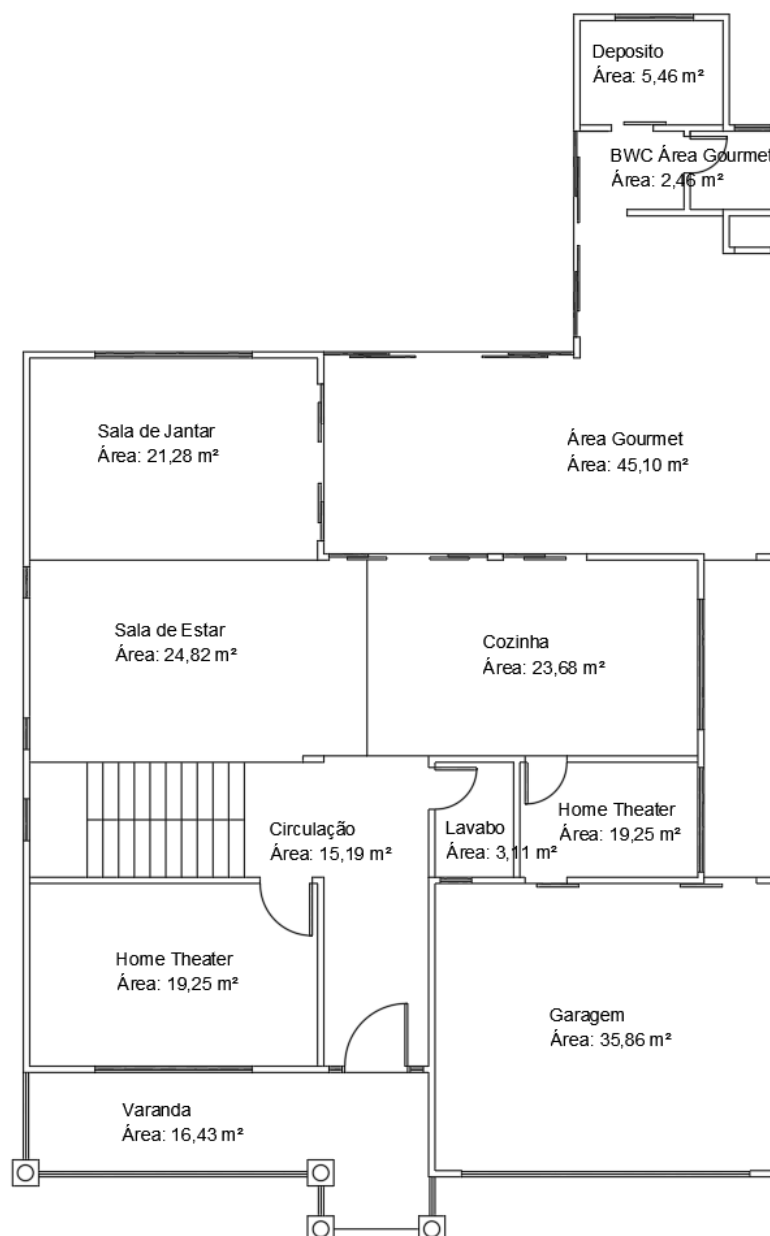 Deposito
Área: 5,46 m²
BWC Área Gourmet
Área: 2,46 m²
Sala de Jantar
Área: 21,28 m²
Área Gourmet
Área: 45,10 m²
Sala de Estar
Área: 24,82 m²
Cozinha
Área: 23,68 m²
Circulação
Área: 15,19 m²
Lavabo
Área: 3,11 m²
Home Theater
Área: 19,25 m²
Home Theater
Área: 19,25 m²
Garagem
Área: 35,86 m²
Varanda
Área: 16,43 m²